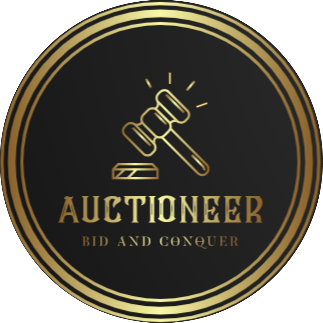 AUCTIONEER
BID AND CONQUER